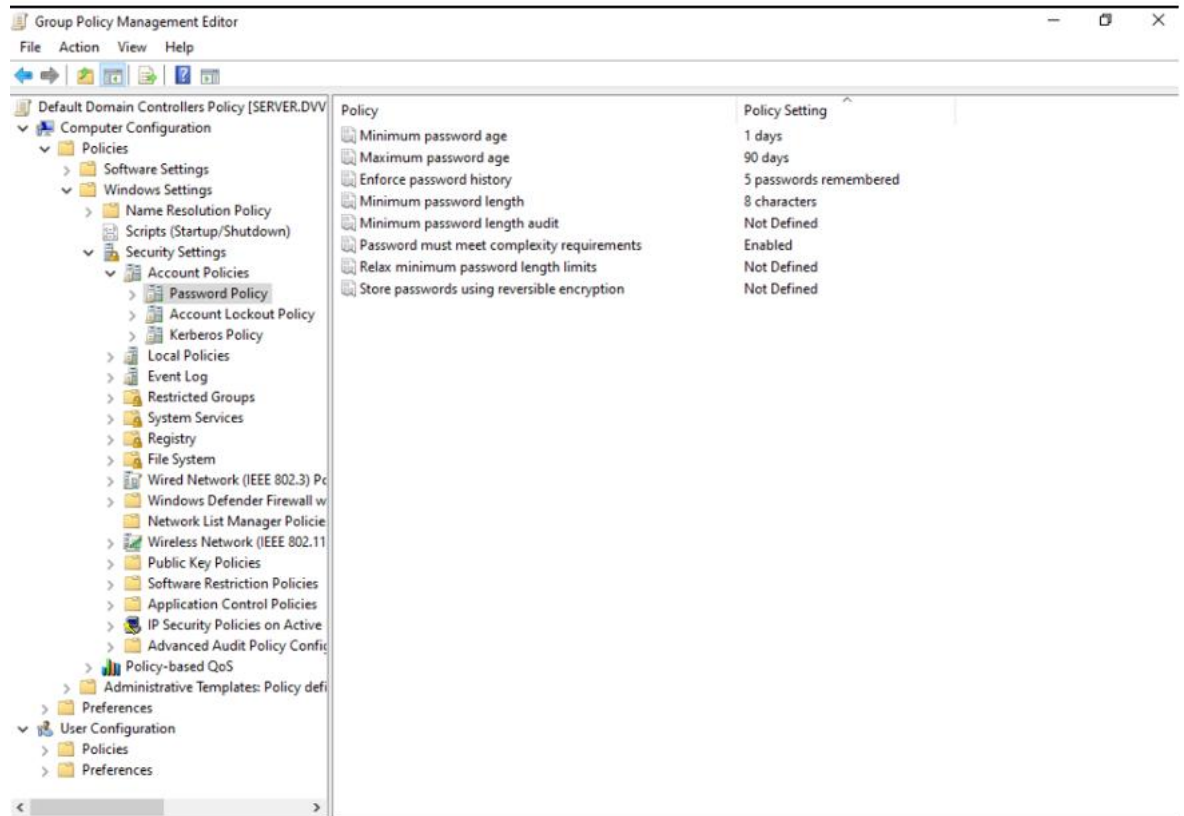 Group Policy Management Editor
File Action View Help
Default Domain Controllers Policy [SERVER.DVV
Computer Configuration
Policies
Software Settings
Windows Settings
Name Resolution Policy
Scripts (Startup/Shutdown)
Security Settings
Account Policies
Password Policy
Account Lockout Policy
Kerberos Policy
Local Policies
Event Log
Restricted Groups
System Services
Registry
File System
Wired Network (IEEE 802.3) Po
Windows Defender Firewall w
Network List Manager Policie
Wireless Network (IEEE 802.11
Public Key Policies
Software Restriction Policies
Application Control Policies
IP Security Policies on Active
Advanced Audit Policy Config
Policy-based QoS
Administrative Templates: Policy defi
Preferences
User Configuration
Policies
Preferences
Policy Policy Setting
Minimum password age 1 days
Maximum password age 90 days
Enforce password history 5 passwords remembered
Minimum password length 8 characters
Minimum password length audit Not Defined
Password must meet complexity requirements Enabled
Relax minimum password length limits Not Defined
Store passwords using reversible encryption Not Defined